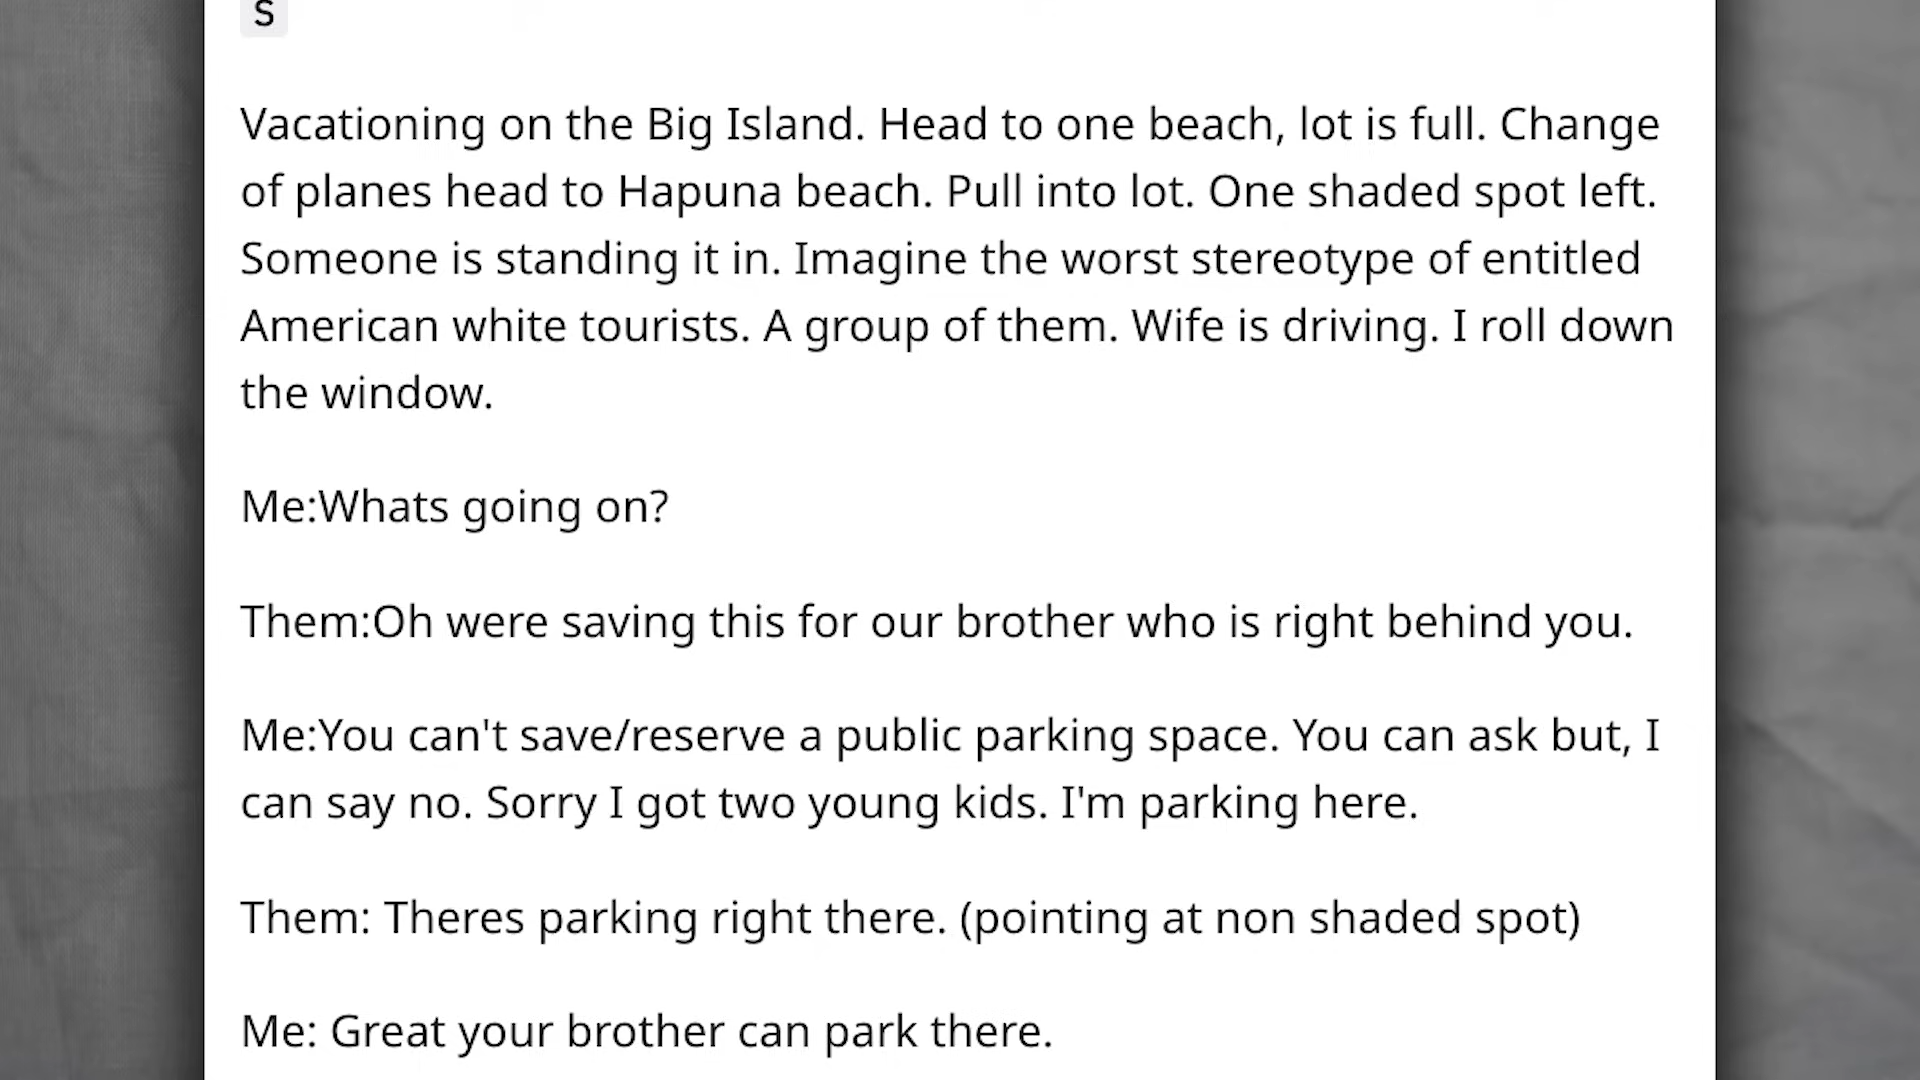 S
Vacationing on the Big Island. Head to one beach, lot is full. Change
of planes head to Hapuna beach. Pull into lot. One shaded spot left.
Someone is standing it in. Imagine the worst stereotype of entitled
American white tourists. A group of them. Wife is driving. I roll down
the window.
Me:Whats going on?
Them:Oh were saving this for our brother who is right behind you.
Me:You can't save/reserve a public parking space. You can ask but, I
can say no. Sorry I got two young kids. I'm parking here.
Them: Theres parking right there. (pointing at non shaded spot)
Me: Great your brother can park there.